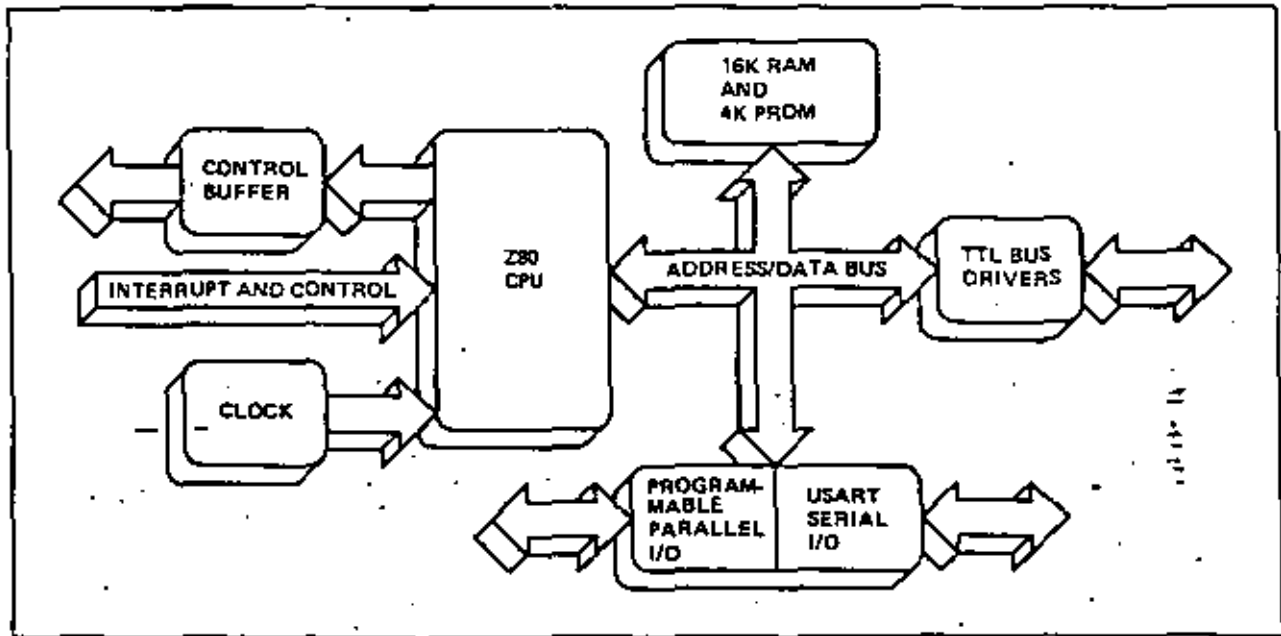 16K RAM
AND
4K PROM
CONTROL
BUFFER
Z80
CPU
ADDRESS/DATA BUS
TTL BUS
DRIVERS
INTERRUPT AND CONTROL
CLOCK
PROGRAM-
MABLE
PARALLEL
I/O
USART
SERIAL
I/O